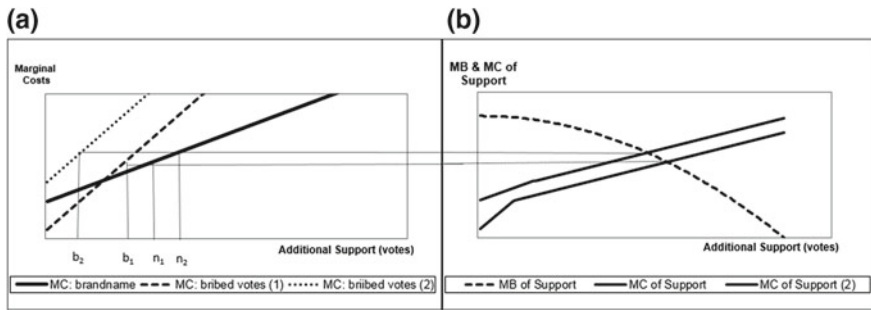 (a)
Marginal
Costs
Additional Support (votes)
b2
b1
n1
n2
MC: brandname
MC: bribed votes (1)
MC: briibed votes (2)
(b)
MB & MC of
Support
Additional Support (votes)
MB of Support
MC of Support
MC of Support (2)